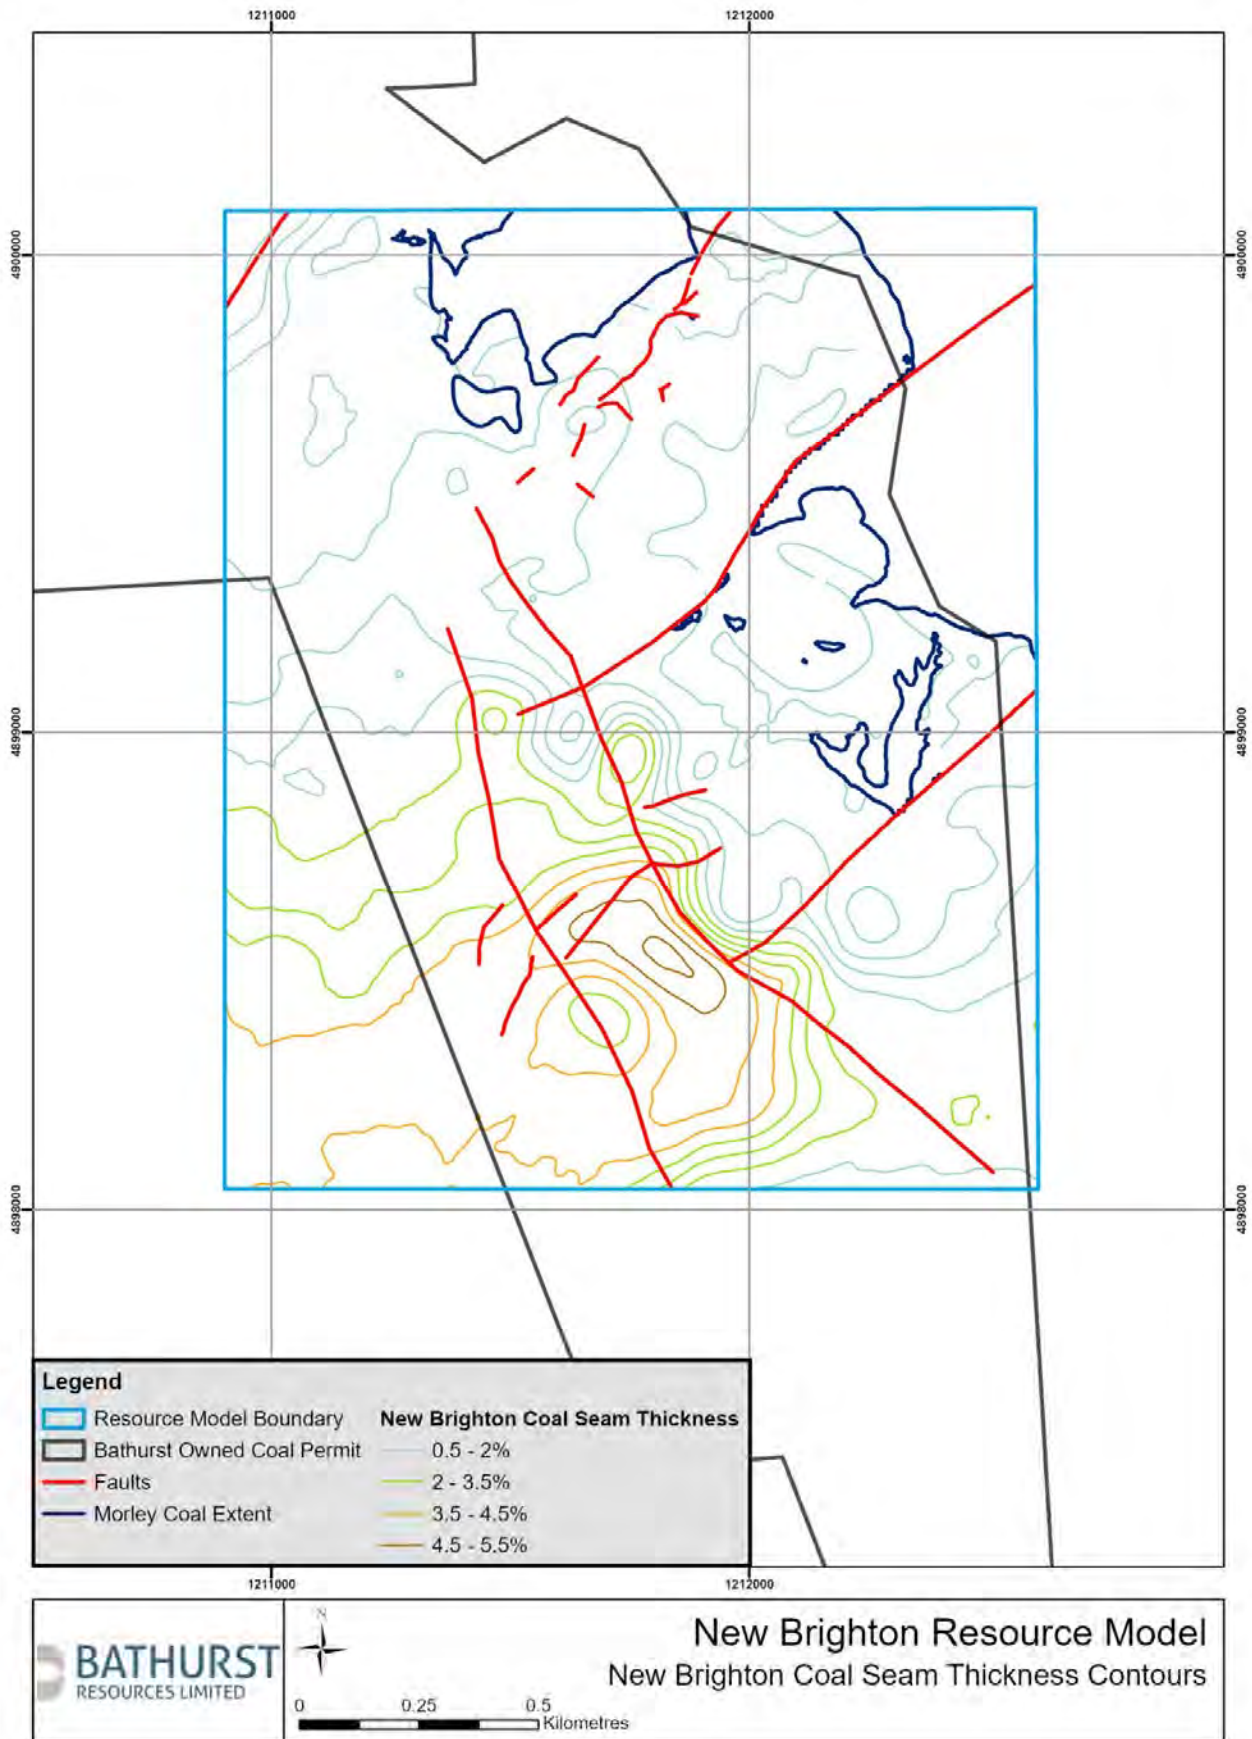 1211000
1212000
4900000
4900000
4899000
4899000
4898000
4898000
Legend
Resource Model Boundary
Bathurst Owned Coal Permit
Faults
Morley Coal Extent
New Brighton Coal Seam Thickness
0.5 - 2%
2 - 3.5%
3.5 - 4.5%
4.5 - 5.5%
1211000
1212000
BATHURST
RESOURCES LIMITED
N
0 0.25 0.5
Kilometres
New Brighton Resource Model
New Brighton Coal Seam Thickness Contours